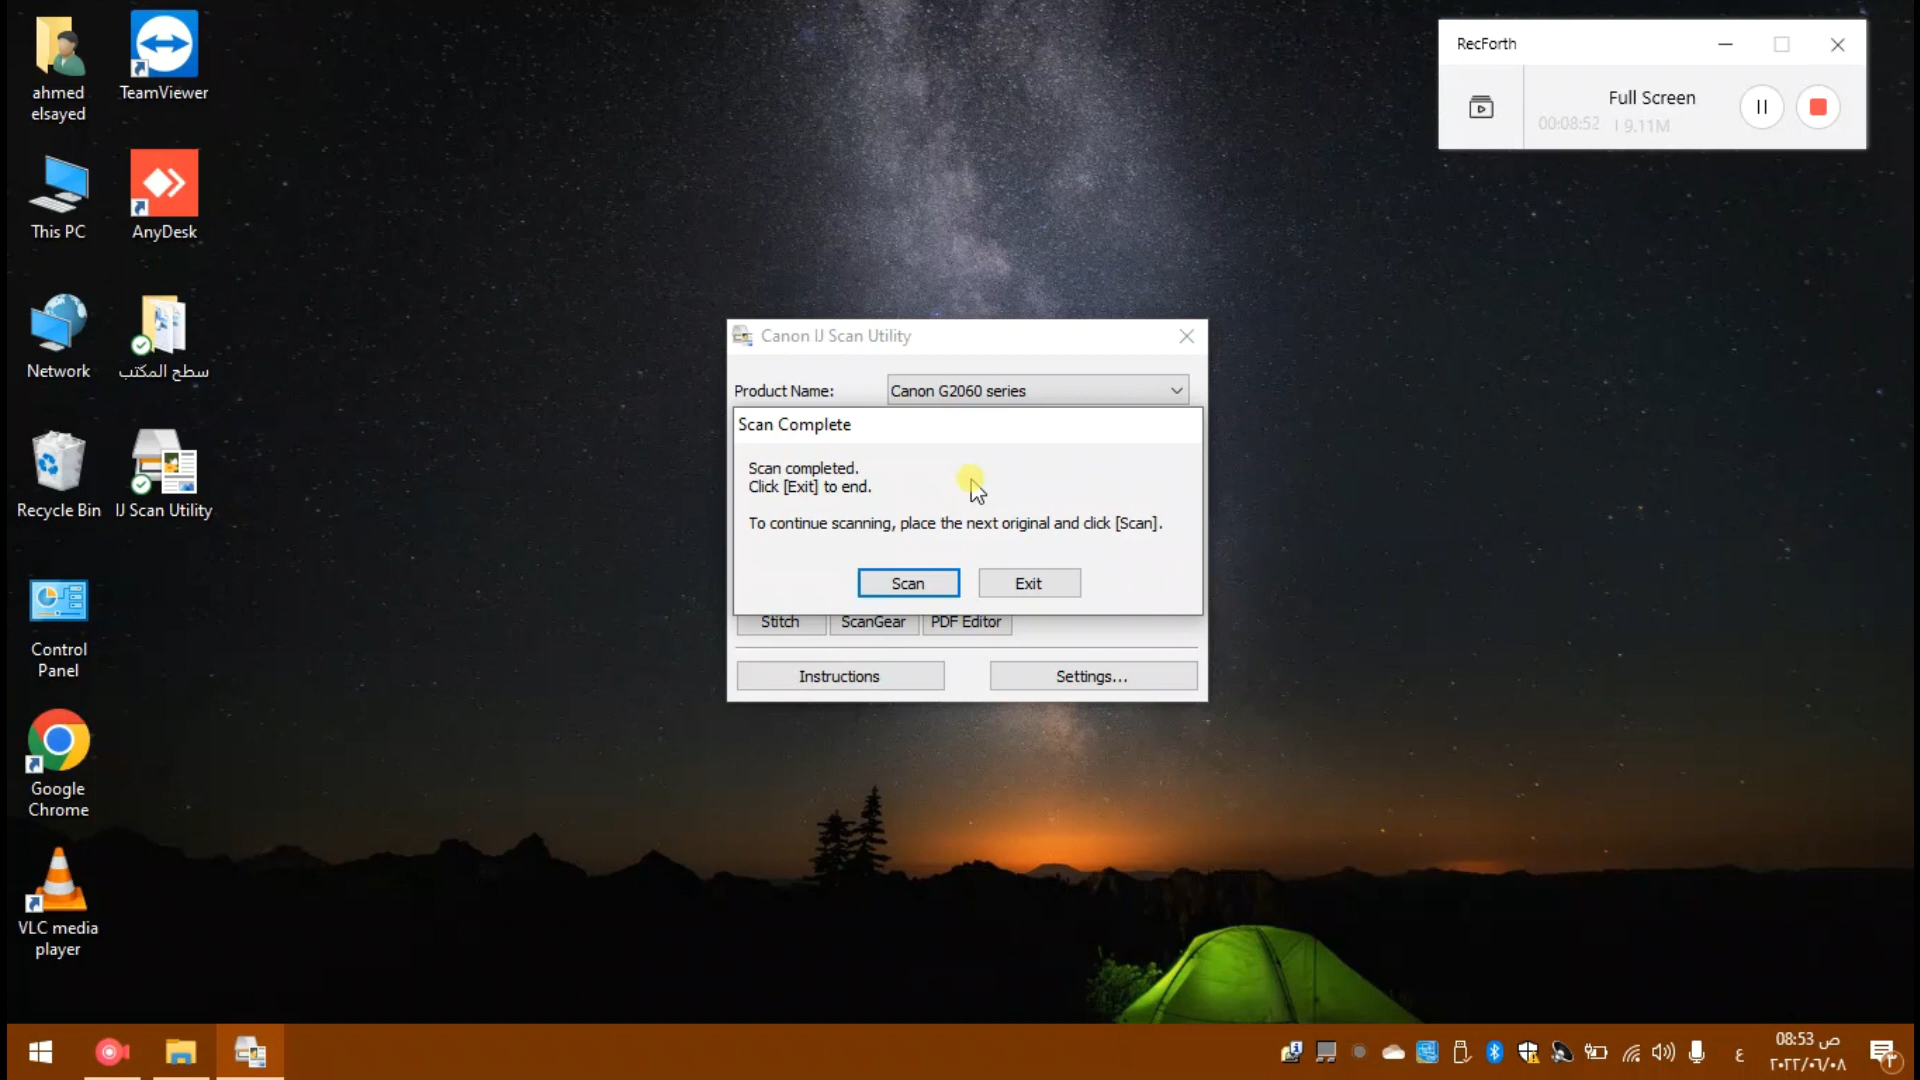 ahmed
elsayed
TeamViewer
This PC
AnyDesk
Network
سطح المكتب
Recycle Bin
IJ Scan Utility
Control
Panel
Google
Chrome
VLC media
player
RecForth
Full Screen
00:08:52
9.11M
Canon IJ Scan Utility
Product Name:
Canon G2060 series
Scan Complete
Scan completed.
Click [Exit] to end.
To continue scanning, place the next original and click [Scan].
Scan
Exit
Stitch
ScanGear
PDF Editor
Instructions
Settings...
ع
08:53 ص
٢٠٢٢/٠٦/٠٨
٣